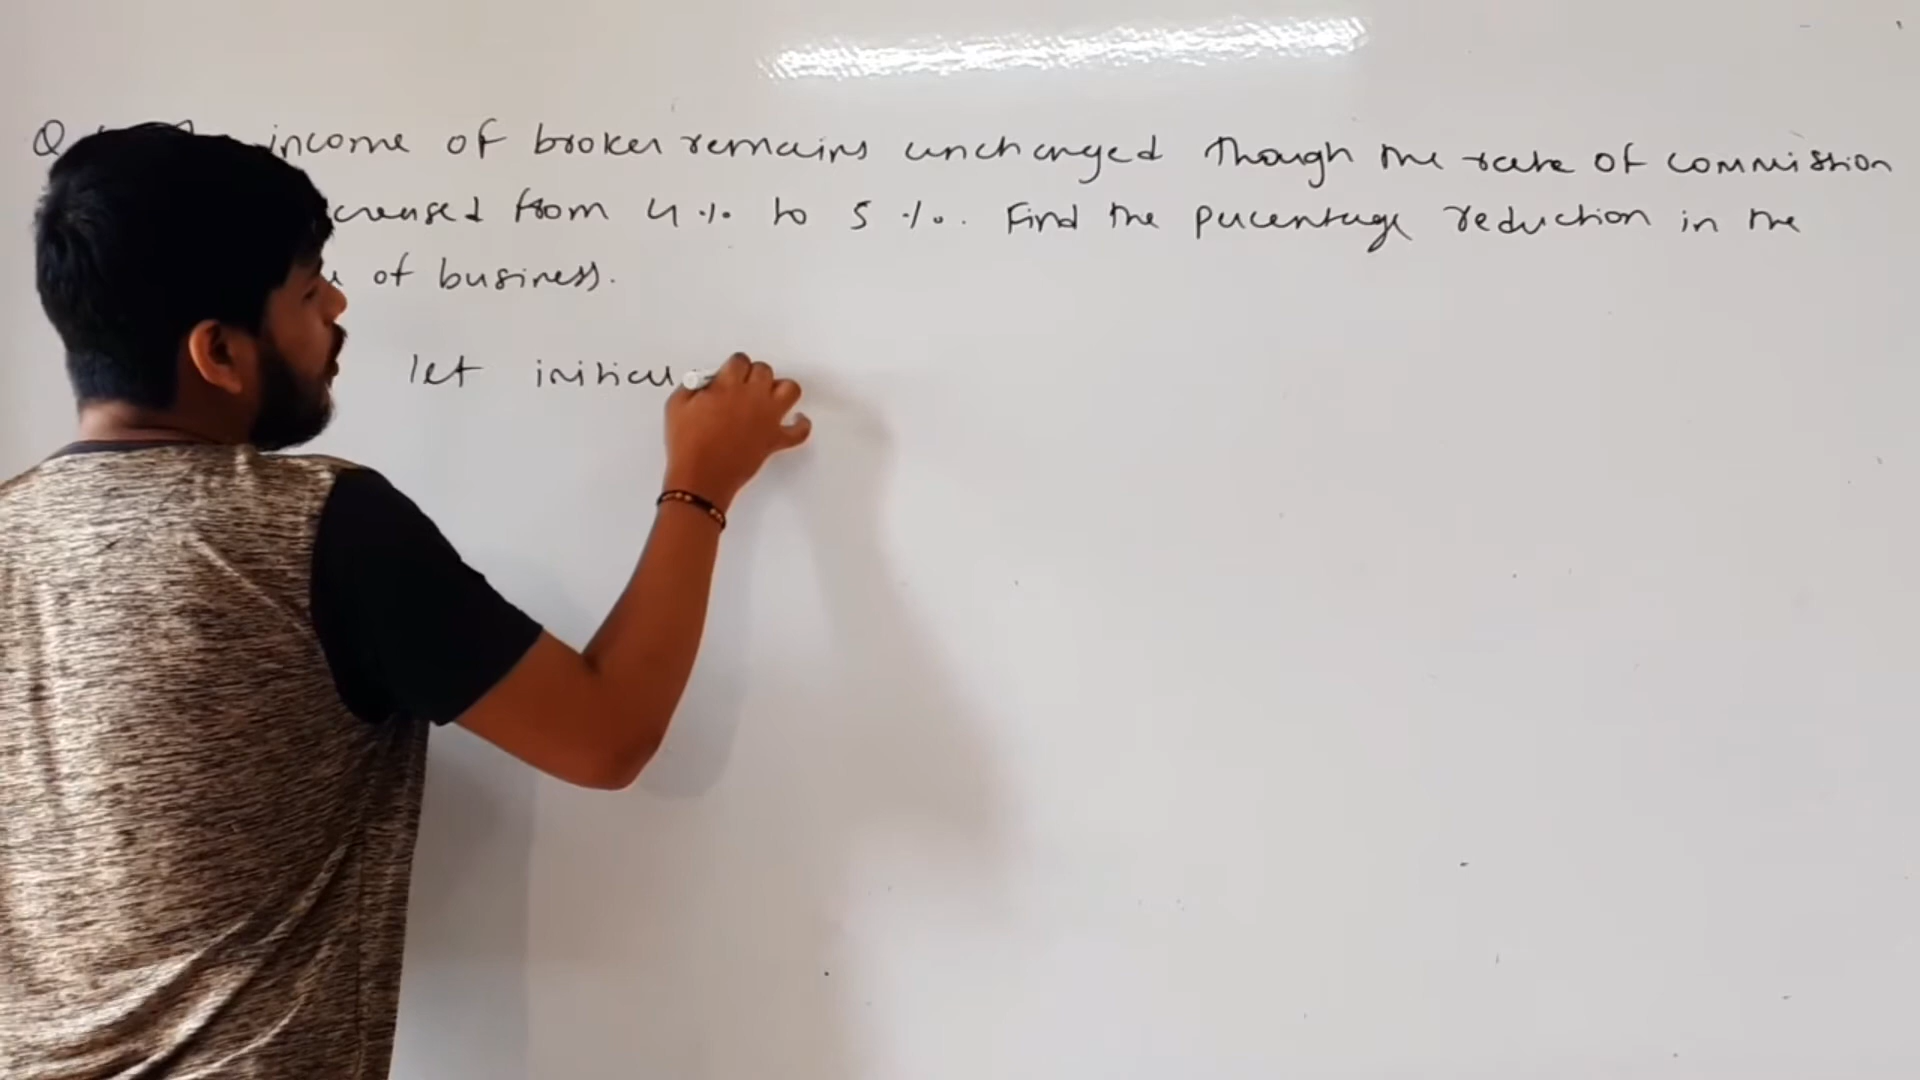 income of broker remains unchanged though the rate of commission
creased from 4% to 5%. Find the percentage reduction in the
of business.
let initial